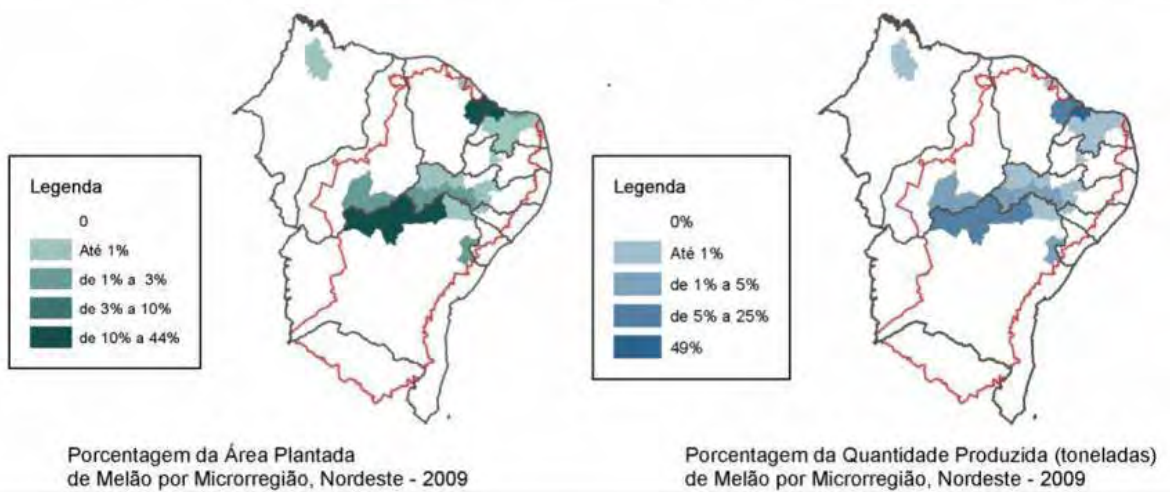 Legenda
0
Até 1%
de 1% a 3%
de 3% a 10%
de 10% a 44%
Porcentagem da Área Plantada
de Melão por Microrregião, Nordeste - 2009
Legenda
0%
Até 1%
de 1% a 5%
de 5% a 25%
49%
Porcentagem da Quantidade Produzida (toneladas)
de Melão por Microrregião, Nordeste - 2009